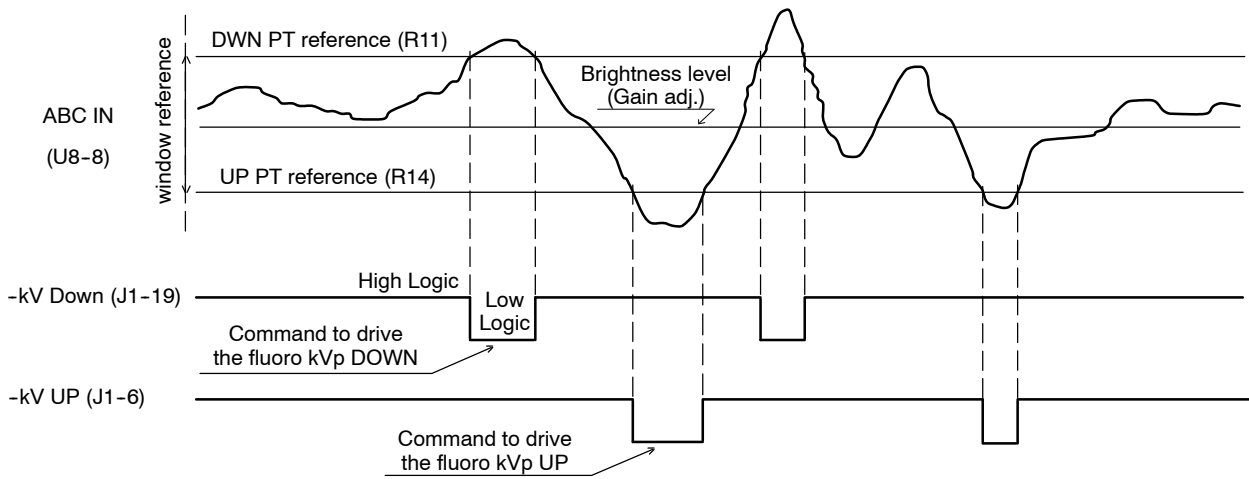 DWN PT reference (R11)
Brightness level
(Gain adj.)
ABC IN
(U8-8)
window reference
UP PT reference (R14)
High Logic
-kV Down (J1-19)
Low
Logic
Command to drive
the fluoro kVp DOWN
-kV UP (J1-6)
Command to drive
the fluoro kVp UP